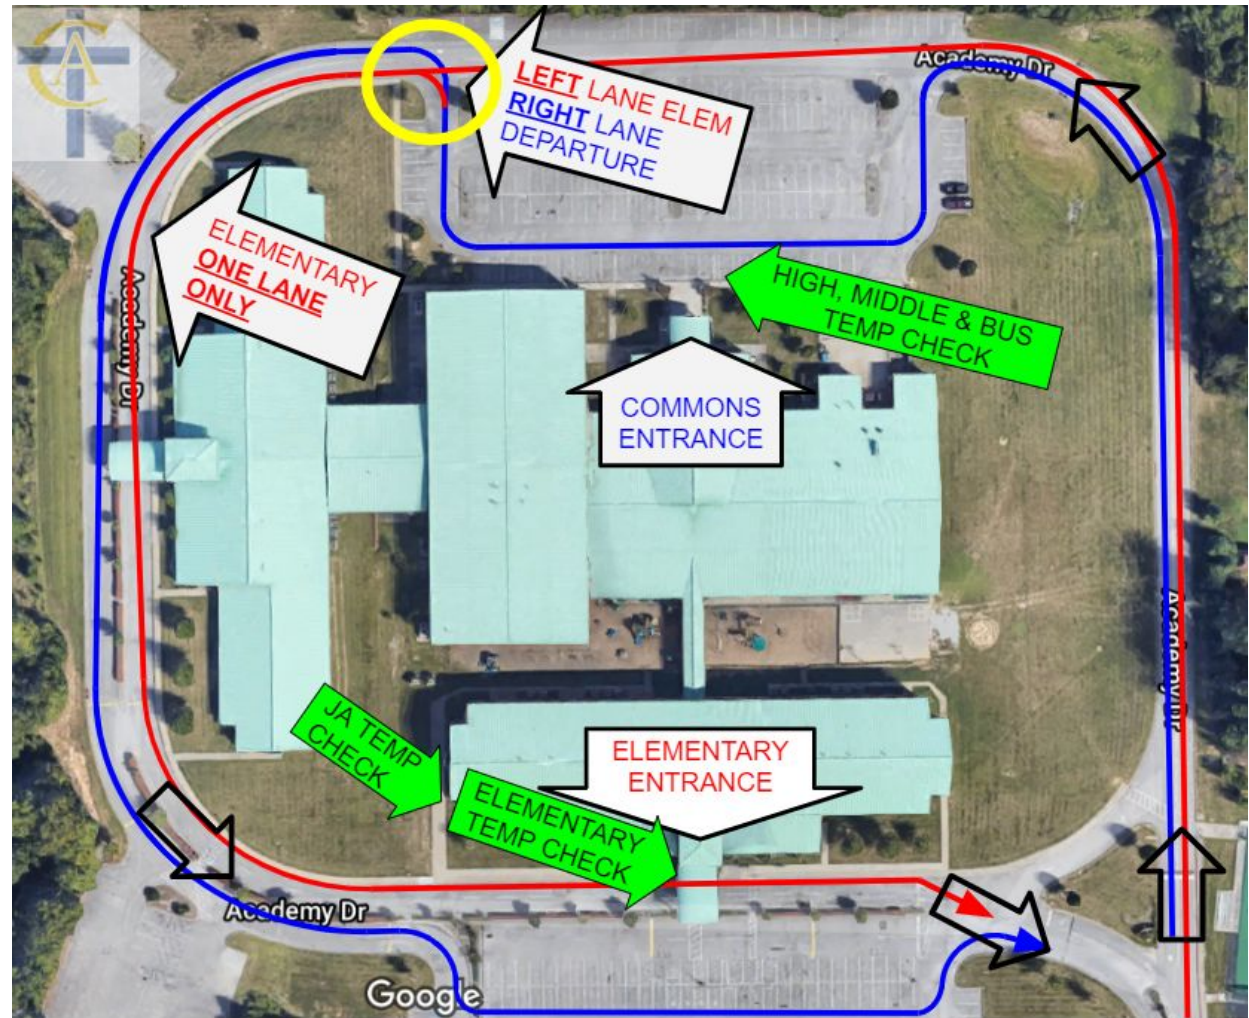 CA
LEFT LANE ELEM
RIGHT LANE
DEPARTURE
Academy Dr
ELEMENTARY
ONE LANE
ONLY
Academy Dr
HIGH, MIDDLE & BUS
TEMP CHECK
COMMONS
ENTRANCE
Academy Dr
JA TEMP
CHECK
ELEMENTARY
ENTRANCE
ELEMENTARY
TEMP CHECK
Academy Dr
Google